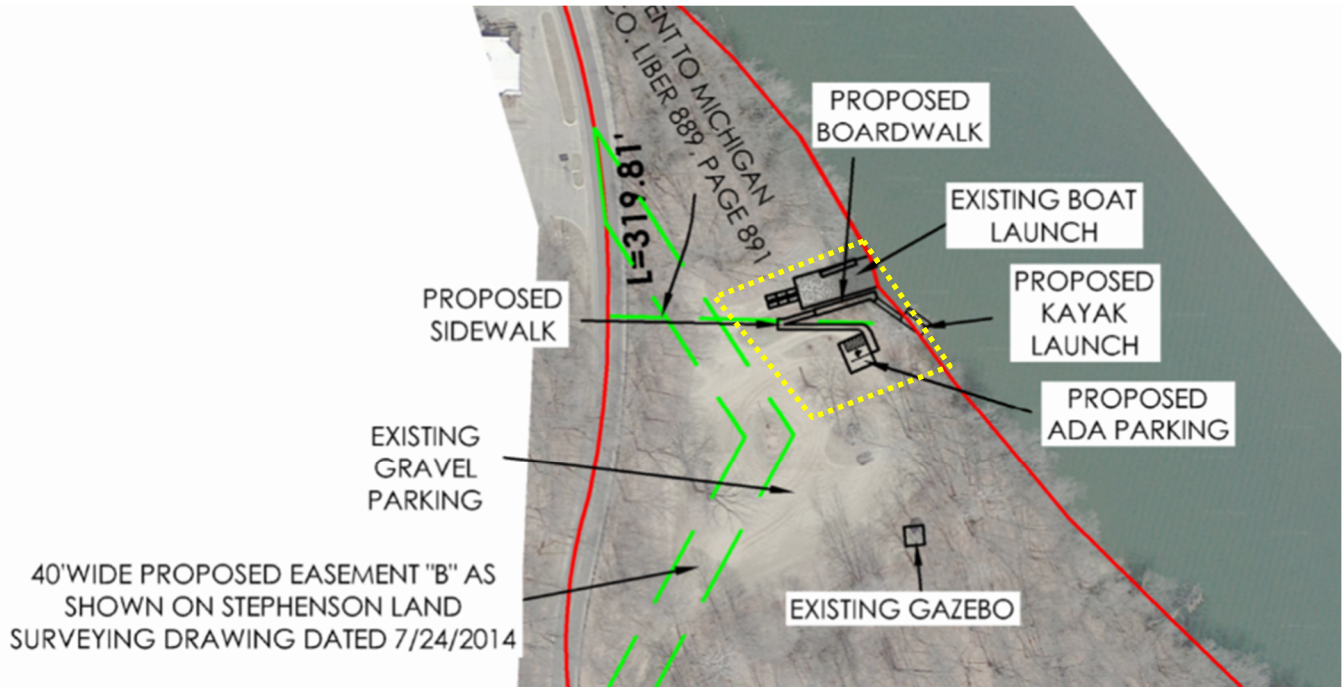 ENT TO MICHIGAN
CO. LIBER 889, PAGE 891
L=319.81'
PROPOSED
BOARDWALK
EXISTING BOAT
LAUNCH
PROPOSED
KAYAK
LAUNCH
PROPOSED
SIDEWALK
PROPOSED
ADA PARKING
EXISTING
GRAVEL
PARKING
40'WIDE PROPOSED EASEMENT "B" AS
SHOWN ON STEPHENSON LAND
SURVEYING DRAWING DATED 7/24/2014
EXISTING GAZEBO